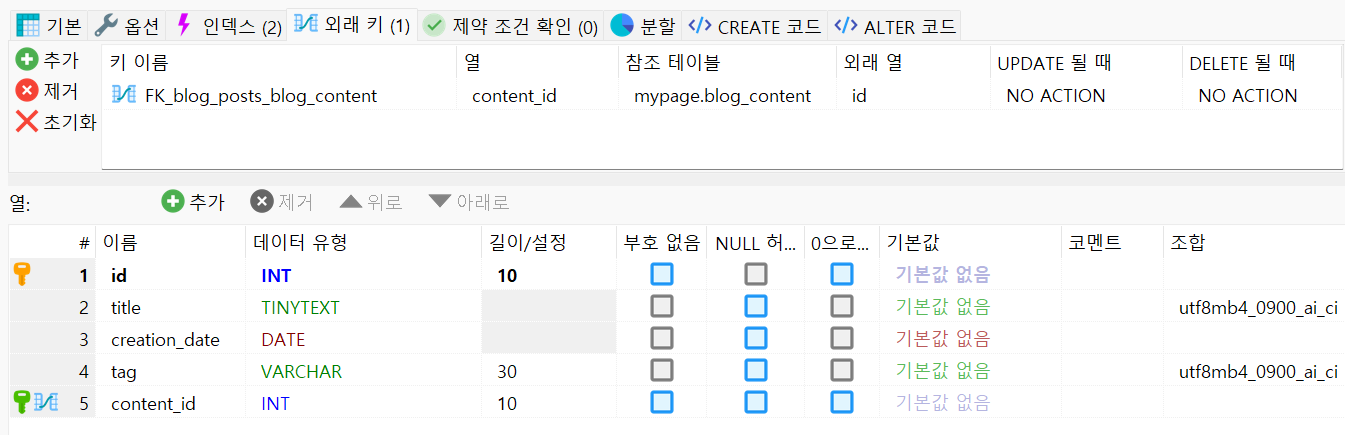 기본 옵션 인덱스 (2) 외래 키 (1) 제약 조건 확인 (0) 분할 </> CREATE 코드 </> ALTER 코드
추가
제거
초기화
키 이름 열 참조 테이블 외래 열 UPDATE 될 때 DELETE 될 때
FK_blog_posts_blog_content content_id mypage.blog_content id NO ACTION NO ACTION
열: 추가 제거 위로 아래로
# 이름 데이터 유형 길이/설정 부호 없음 NULL 허... 0으로... 기본값 코멘트 조합
1 id INT 10 기본값 없음
2 title TINYTEXT 기본값 없음 utf8mb4_0900_ai_ci
3 creation_date DATE 기본값 없음
4 tag VARCHAR 30 기본값 없음 utf8mb4_0900_ai_ci
5 content_id INT 10 기본값 없음